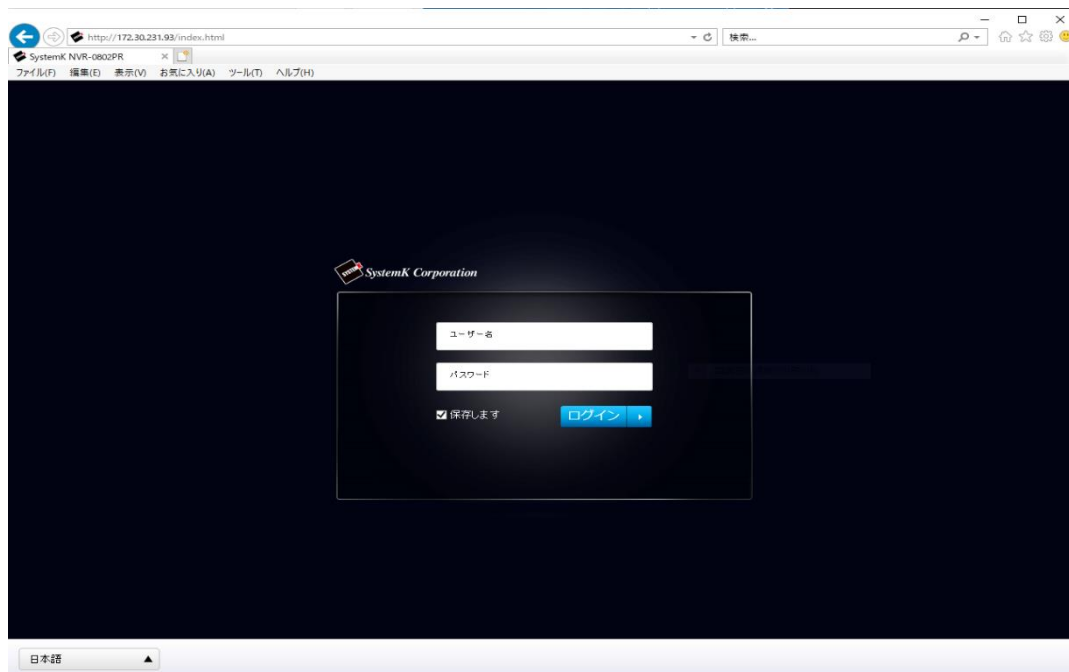 http://172.30.231.93/index.html
検索...
SystemK NVR-0802PR
ファイル(F) 編集(E) 表示(V) お気に入り(A) ツール(T) ヘルプ(H)
SystemK Corporation
ユーザー名
パスワード
保存します
ログイン
日本語